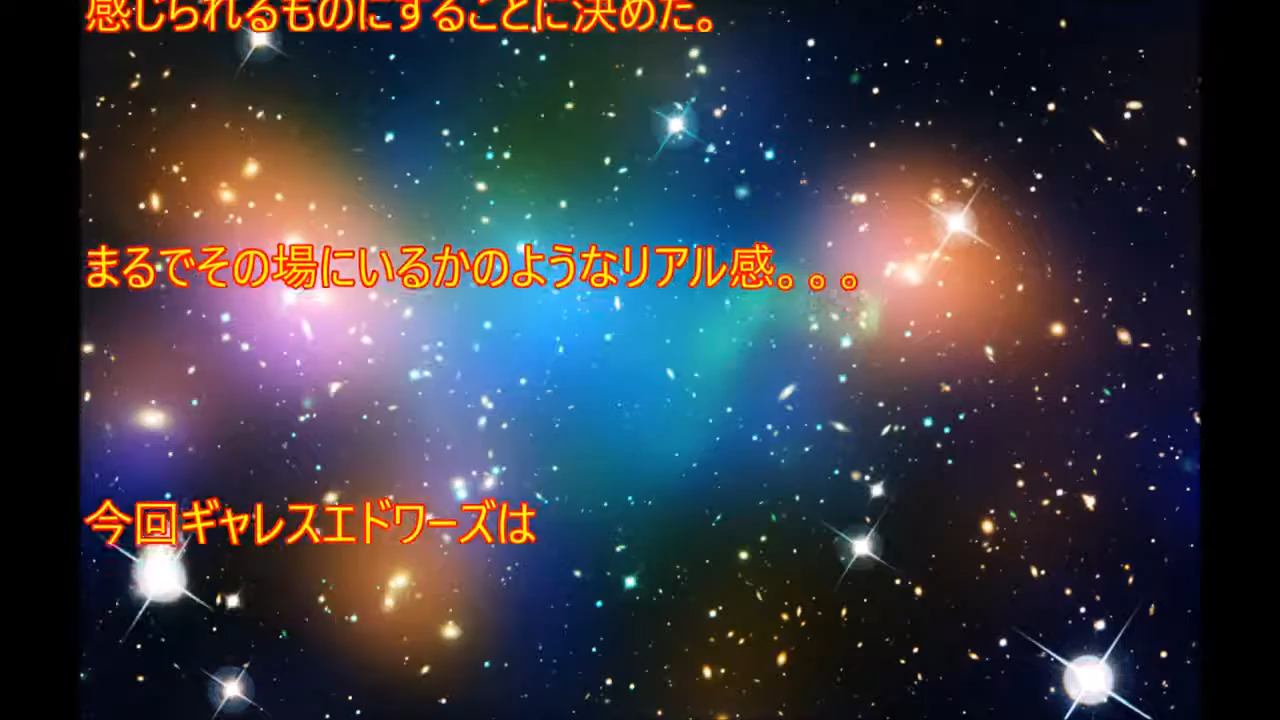 感じられるものにすることに決めた。
まるでその場にいるかのようなリアル感。。。
今回ギャレスエドワーズは